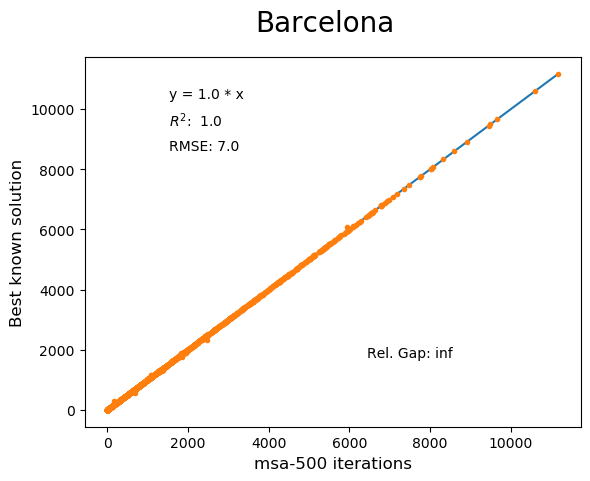 Barcelona
y = 1.0 * x
R²: 1.0
RMSE: 7.0
Rel. Gap: inf
Best known solution
10000
8000
6000
4000
2000
0
0 2000 4000 6000 8000 10000
msa-500 iterations